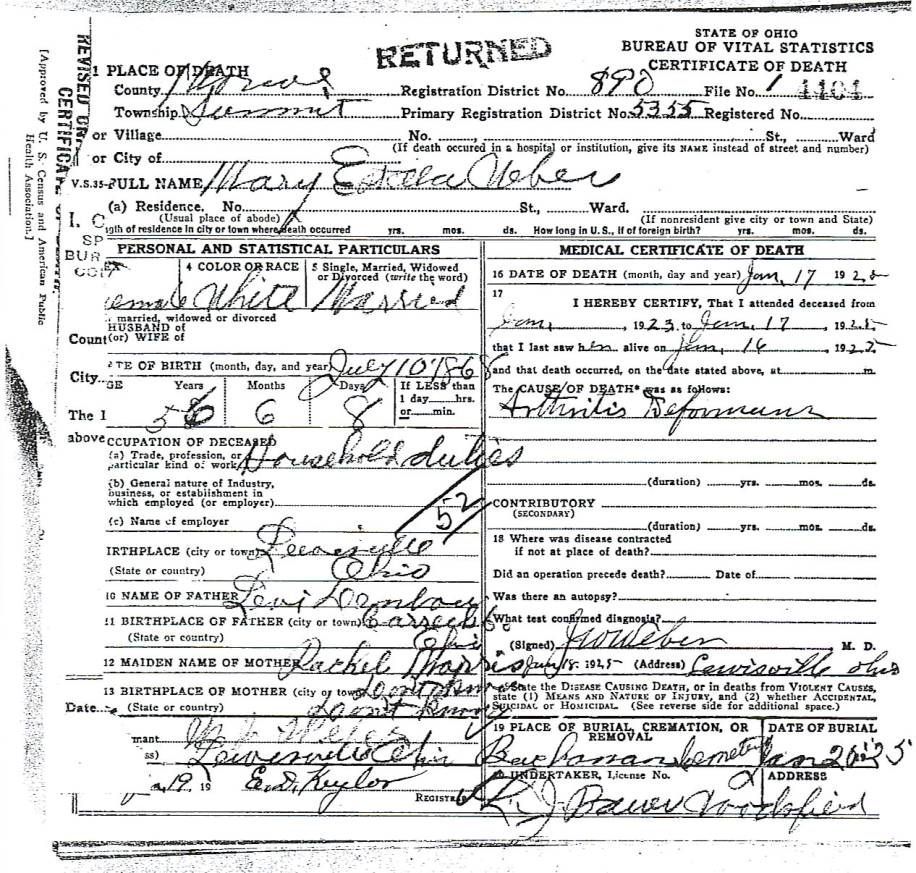 RETURNED
STATE OF OHIO
BUREAU OF VITAL STATISTICS
CERTIFICATE OF DEATH
REVISED
CERTIFICA
[Approved by U. S. Census and American Public Health Association.]
1 PLACE OF DEATH
County Monroe Registration District No. 890 File No. 1 4404
Township Summit Primary Registration District No. 5355 Registered No.
or Village No. St., Ward
(If death occured in a hospital or institution, give its NAME instead of street and number)
or City of
V.S.35- FULL NAME Mary Estella Weber
(a) Residence. No. St., Ward.
(Usual place of abode) (If nonresident give city or town and State)
I, C
ngth of residence in city or town where death occurred yrs. mos. ds. How long in U. S., if of foreign birth? yrs. mos. ds.
SP
BUR
PERSONAL AND STATISTICAL PARTICULARS
4 COLOR OR RACE 5 Single, Married, Widowed or Divorced (write the word)
emale White Married
married, widowed or divorced
HUSBAND of
Count (or) WIFE of
TE OF BIRTH (month, day, and year) July 10 1868
City
GE Years Months Days If LESS than 1 day hrs. or min.
56 6 8
The 1
above
CCUPATION OF DECEASED
(a) Trade, profession, or particular kind of work Household duties
(b) General nature of Industry, business, or establishment in which employed (or employer)
52
(c) Name of employer
IRTHPLACE (city or town) Lewisville
(State or country) Ohio
10 NAME OF FATHER Levi
11 BIRTHPLACE OF FATHER (city or town)
(State or country) Ohio
12 MAIDEN NAME OF MOTHER Rachel Morris
13 BIRTHPLACE OF MOTHER (city or town) Don't Know
Date (State or country) Don't Know
mant
ss) Lewisville Ohio
19 19 E. D. Keylor
Registrar
MEDICAL CERTIFICATE OF DEATH
16 DATE OF DEATH (month, day and year) Jan, 17 1925
17
I HEREBY CERTIFY, That I attended deceased from
Jan, 1923 to Jan, 17, 1925
that I last saw her alive on Jan, 16, 1925
and that death occurred, on the date stated above, at m.
The CAUSE OF DEATH* was as follows:
Arthritis Deformans
(duration) yrs. mos. ds.
CONTRIBUTORY
(SECONDARY)
(duration) yrs. mos. ds.
18 Where was disease contracted
if not at place of death?
Did an operation precede death? Date of
Was there an autopsy?
What test confirmed diagnosis?
(Signed) Weber M. D.
Jan 18, 1925 (Address) Lewisville Ohio
*State the DISEASE CAUSING DEATH, or in deaths from VIOLENT CAUSES,
state (1) MEANS AND NATURE OF INJURY, and (2) whether ACCIDENTAL,
SUICIDAL or HOMICIDAL. (See reverse side for additional space.)
19 PLACE OF BURIAL, CREMATION, OR REMOVAL DATE OF BURIAL
Buchanan Cemetery Jan 20 1925
UNDERTAKER, License No. ADDRESS
J Bauer Woodsfield